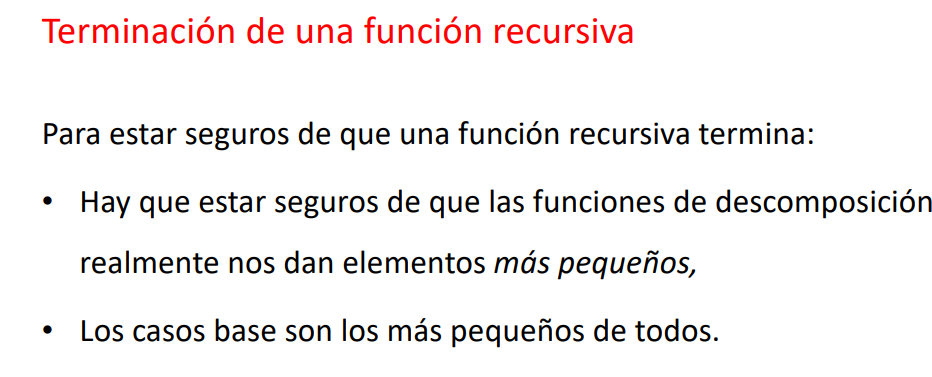 Terminación de una función recursiva
Para estar seguros de que una función recursiva termina:
• Hay que estar seguros de que las funciones de descomposición
realmente nos dan elementos más pequeños,
• Los casos base son los más pequeños de todos.